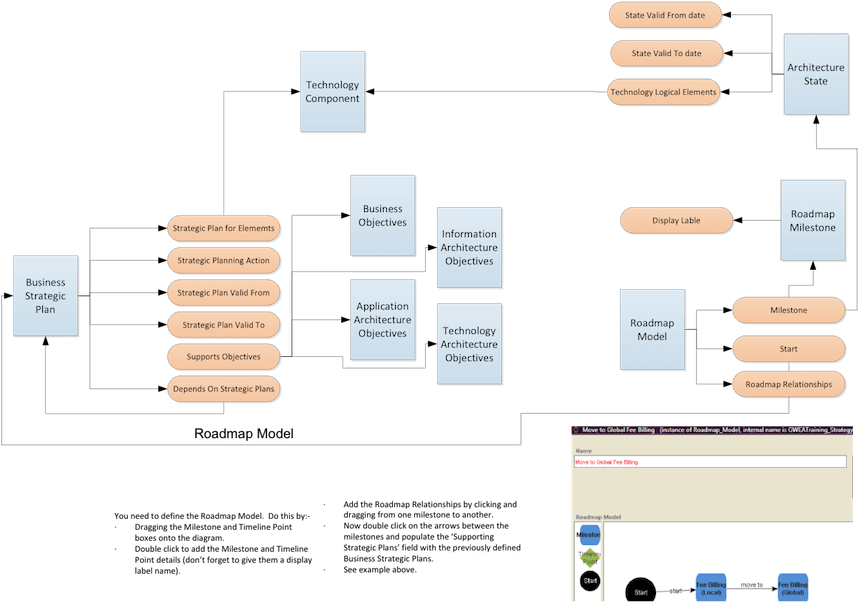 State Valid From date
State Valid To date
Technology Logical Elements
Architecture
State
Technology
Component
Business
Objectives
Information
Architecture
Objectives
Application
Architecture
Objectives
Technology
Architecture
Objectives
Strategic Plan for Elememts
Strategic Planning Action
Strategic Plan Valid From
Strategic Plan Valid To
Supports Objectives
Depends On Strategic Plans
Business
Strategic
Plan
Display Lable
Roadmap
Milestone
Roadmap
Model
Milestone
Start
Roadmap Relationships
Roadmap Model
You need to define the Roadmap Model. Do this by:-
· Dragging the Milestone and Timeline Point
boxes onto the diagram.
· Double click to add the Milestone and Timeline
Point details (don't forget to give them a display
label name).
· Add the Roadmap Relationships by clicking and
dragging from one milestone to another.
· Now double click on the arrows between the
milestones and populate the 'Supporting
Strategic Plans' field with the previously defined
Business Strategic Plans.
· See example above.
Move to Global Fee Billing (instance of Roadmap_Model, internal name is GWEATraining_Strategy
Name
Move to Global Fee Billing
Roadmap Model
Mileston
Timeline
Point
Start
Start
start
Fee Billing
(Local)
move to
Fee Billing
(Global)